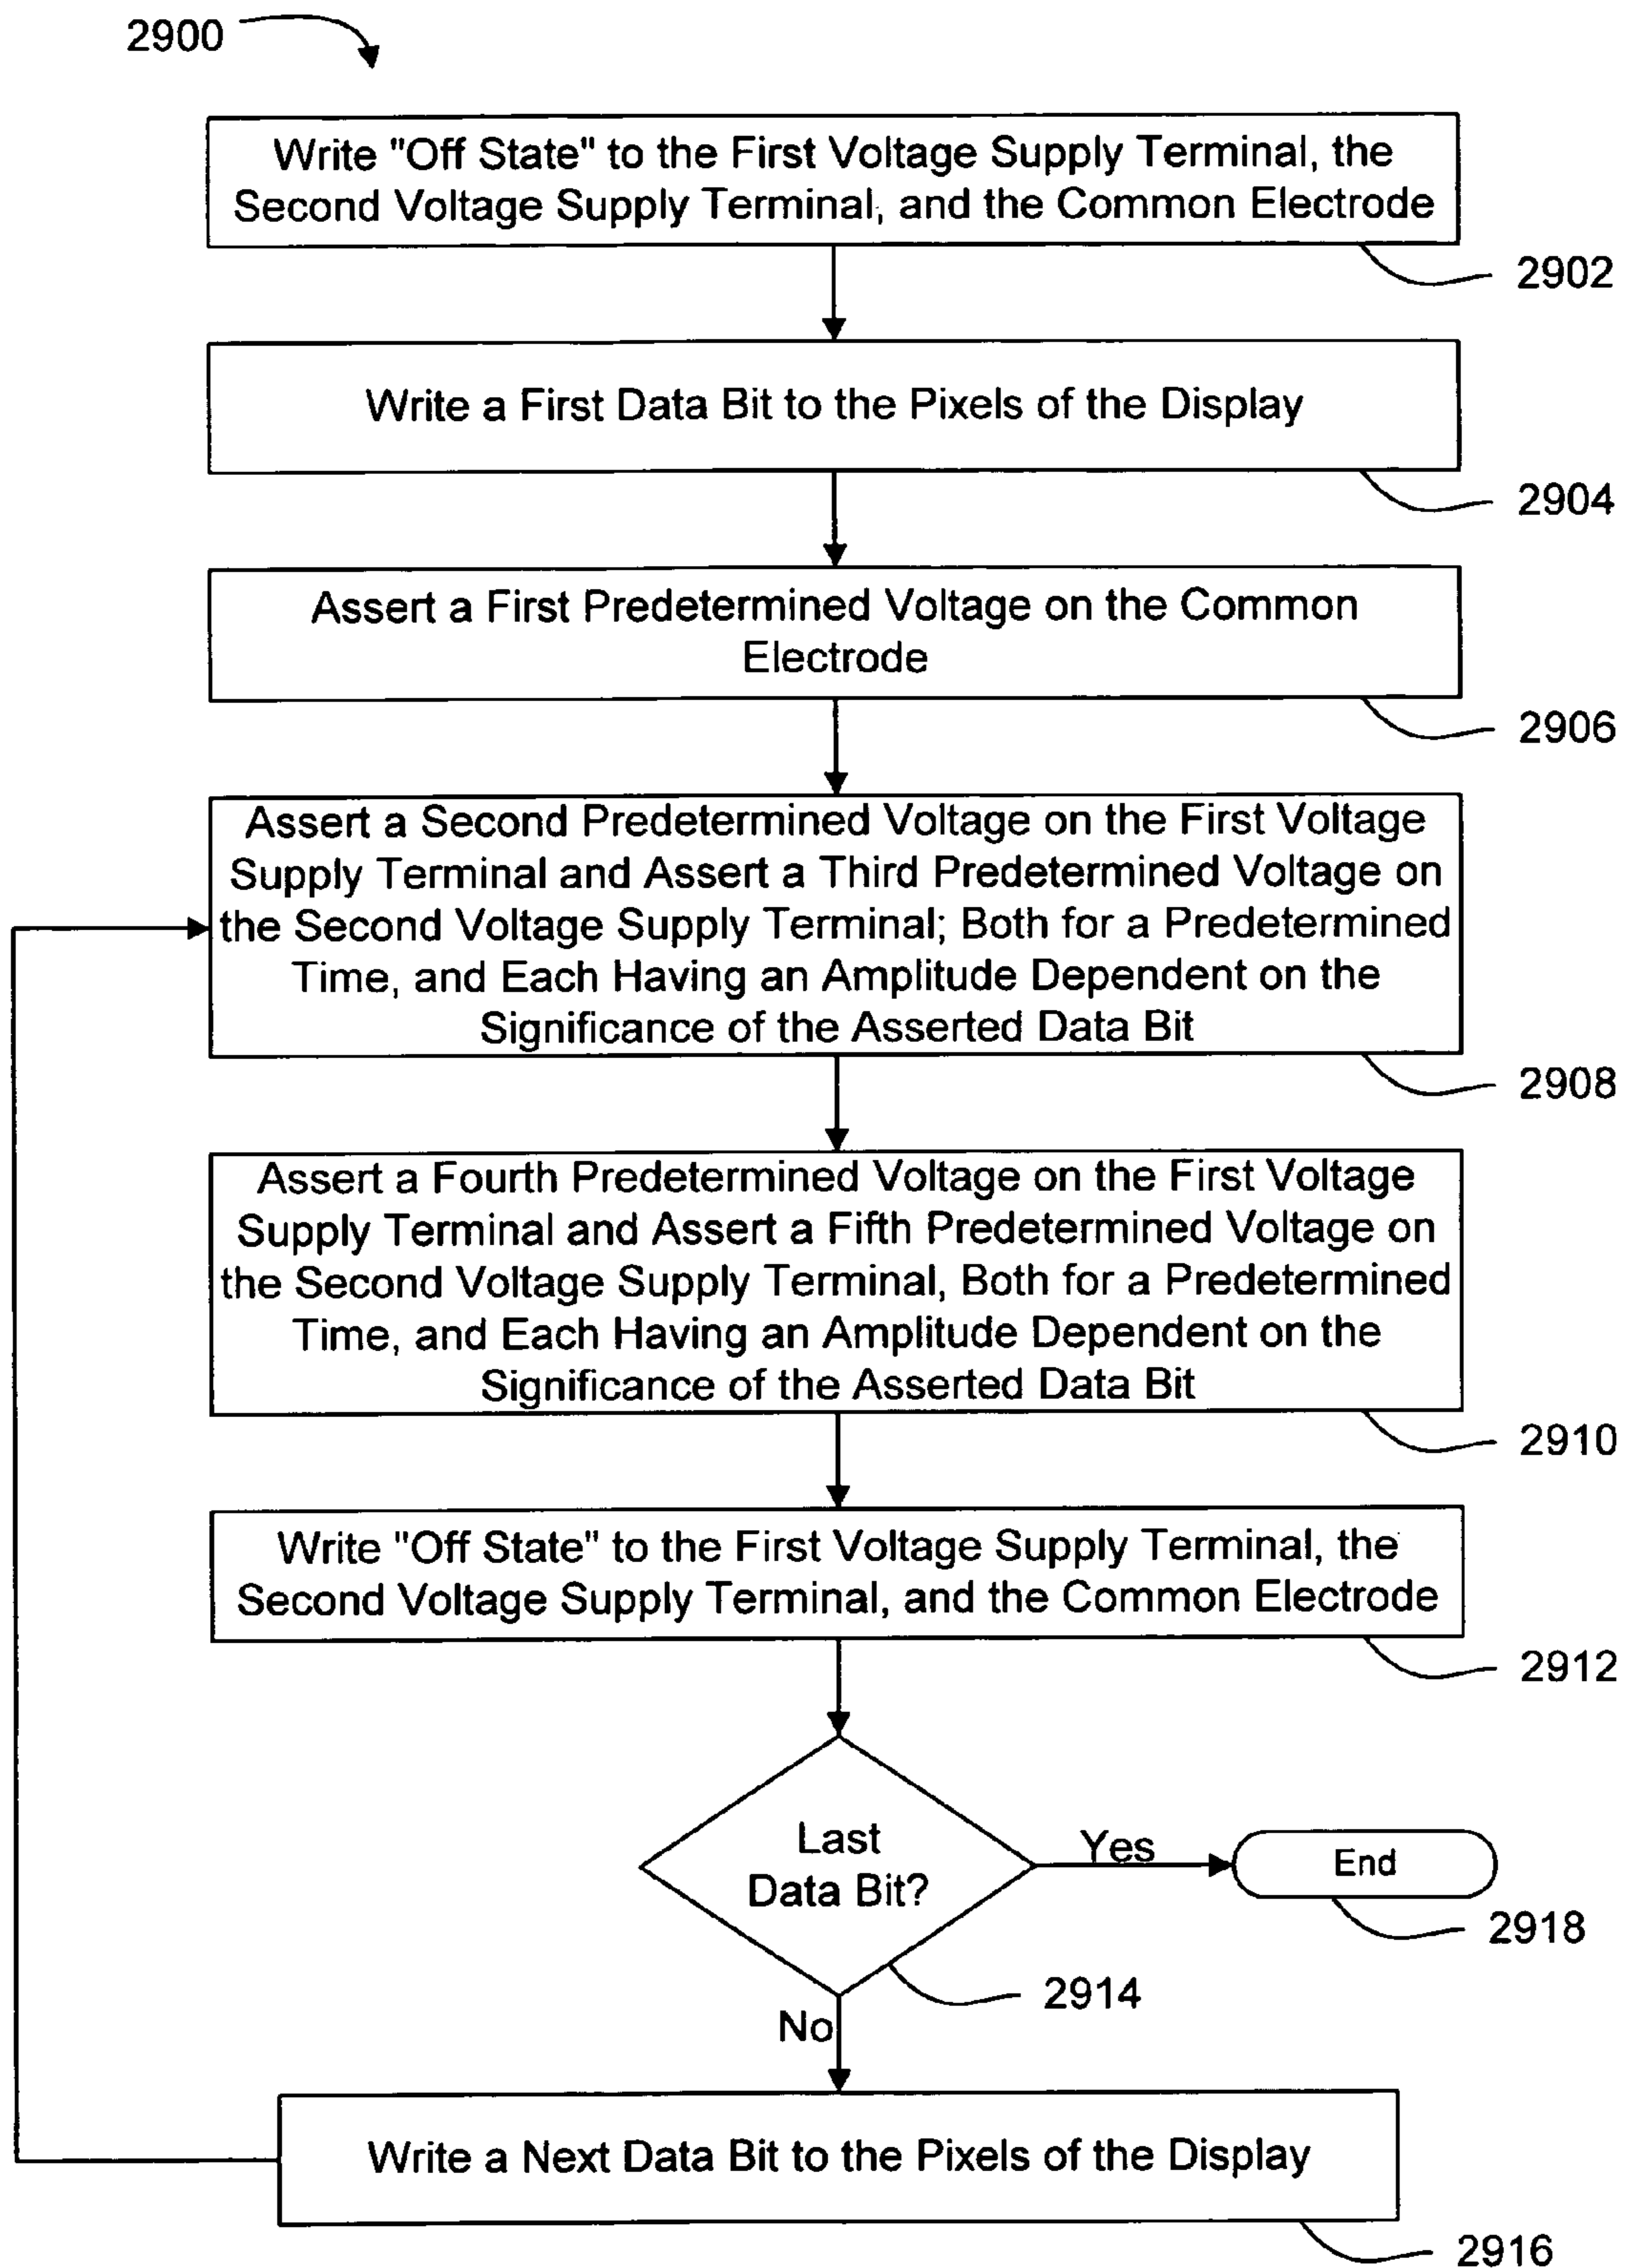 2900
Write "Off State" to the First Voltage Supply Terminal, the
Second Voltage Supply Terminal, and the Common Electrode
2902
Write a First Data Bit to the Pixels of the Display
2904
Assert a First Predetermined Voltage on the Common
Electrode
2906
Assert a Second Predetermined Voltage on the First Voltage
Supply Terminal and Assert a Third Predetermined Voltage on
the Second Voltage Supply Terminal; Both for a Predetermined
Time, and Each Having an Amplitude Dependent on the
Significance of the Asserted Data Bit
2908
Assert a Fourth Predetermined Voltage on the First Voltage
Supply Terminal and Assert a Fifth Predetermined Voltage on
the Second Voltage Supply Terminal, Both for a Predetermined
Time, and Each Having an Amplitude Dependent on the
Significance of the Asserted Data Bit
2910
Write "Off State" to the First Voltage Supply Terminal, the
Second Voltage Supply Terminal, and the Common Electrode
2912
Last
Data Bit?
Yes
End
2918
2914
No
Write a Next Data Bit to the Pixels of the Display
2916